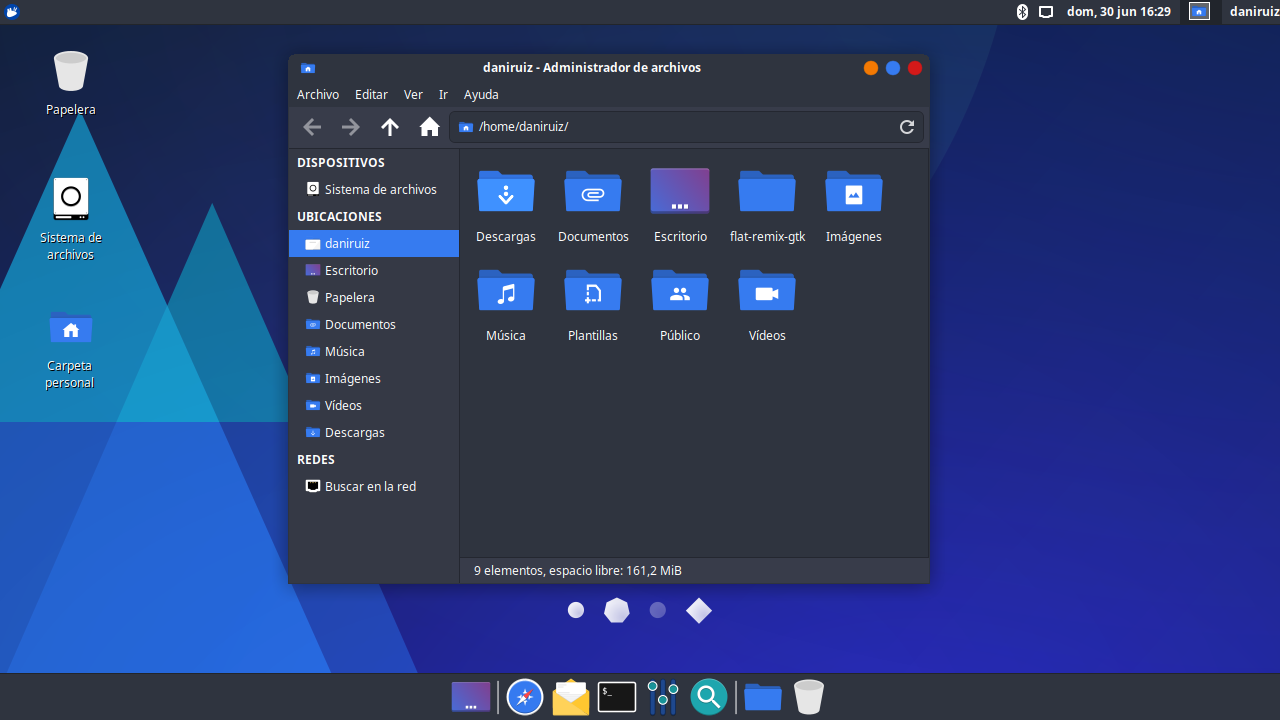 dom, 30 jun 16:29
daniruiz
Papelera
Sistema de
archivos
Carpeta
personal
daniruiz - Administrador de archivos
Archivo Editar Ver Ir Ayuda
/home/daniruiz/
DISPOSITIVOS
Sistema de archivos
UBICACIONES
daniruiz
Escritorio
Papelera
Documentos
Música
Imágenes
Vídeos
Descargas
REDES
Buscar en la red
Descargas Documentos Escritorio flat-remix-gtk Imágenes
Música Plantillas Público Vídeos
9 elementos, espacio libre: 161,2 MiB
$_